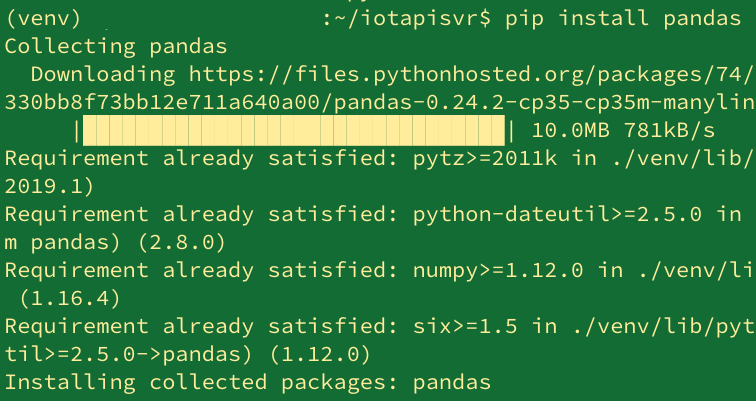 (venv) :~/iotapisvr$ pip install pandas
Collecting pandas
Downloading https://files.pythonhosted.org/packages/74/
330bb8f73bb12e711a640a00/pandas-0.24.2-cp35-cp35m-manylin
|████████████████████████████████| 10.0MB 781kB/s
Requirement already satisfied: pytz>=2011k in ./venv/lib/
2019.1)
Requirement already satisfied: python-dateutil>=2.5.0 in
m pandas) (2.8.0)
Requirement already satisfied: numpy>=1.12.0 in ./venv/li
(1.16.4)
Requirement already satisfied: six>=1.5 in ./venv/lib/pyt
til>=2.5.0->pandas) (1.12.0)
Installing collected packages: pandas